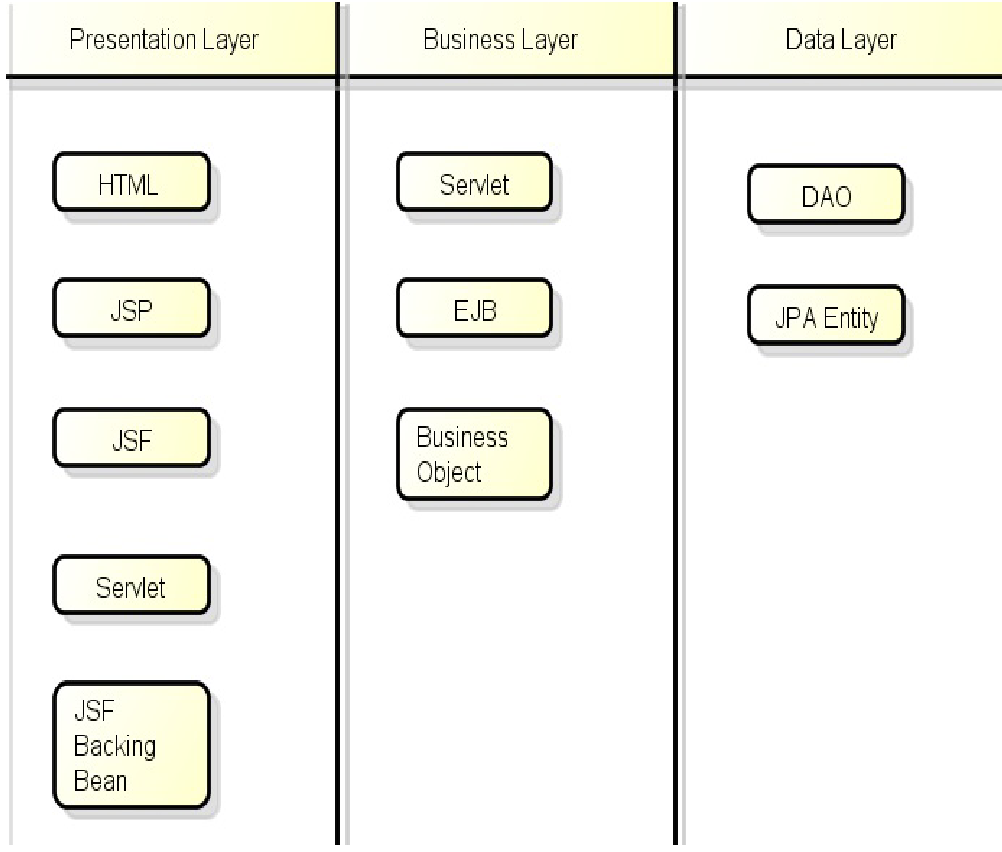 Presentation Layer
Business Layer
Data Layer
HTML
JSP
JSF
Servlet
JSF
Backing
Bean
Servlet
EJB
Business
Object
DAO
JPA Entity